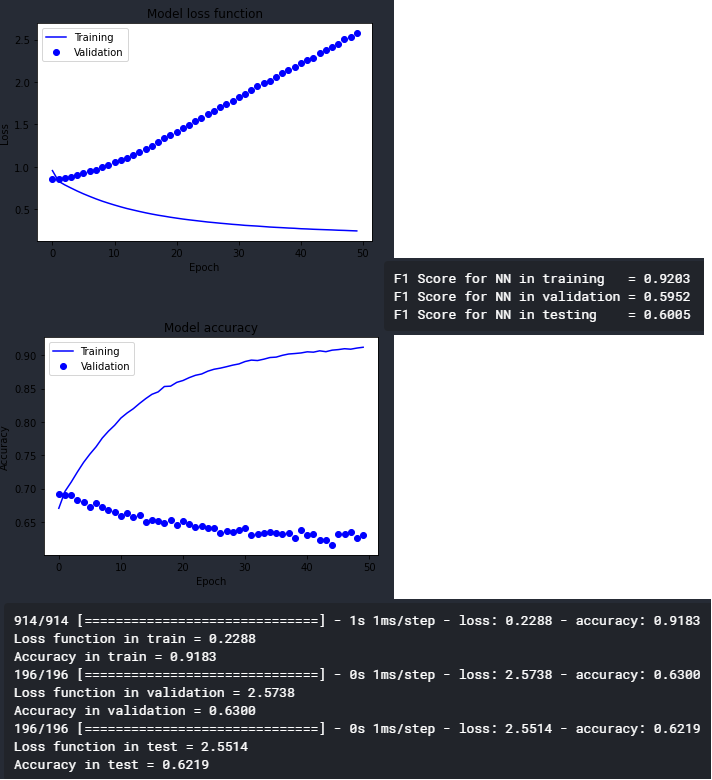 Model loss function
Training
Validation
2.5
2.0
1.5
1.0
0.5
Loss
0 10 20 30 40 50
Epoch
F1 Score for NN in training = 0.9203
F1 Score for NN in validation = 0.5952
F1 Score for NN in testing = 0.6005
Model accuracy
Training
Validation
0.90
0.85
0.80
0.75
0.70
0.65
Accuracy
0 10 20 30 40 50
Epoch
914/914 [==============================] - 1s 1ms/step - loss: 0.2288 - accuracy: 0.9183
Loss function in train = 0.2288
Accuracy in train = 0.9183
196/196 [==============================] - 0s 1ms/step - loss: 2.5738 - accuracy: 0.6300
Loss function in validation = 2.5738
Accuracy in validation = 0.6300
196/196 [==============================] - 0s 1ms/step - loss: 2.5514 - accuracy: 0.6219
Loss function in test = 2.5514
Accuracy in test = 0.6219